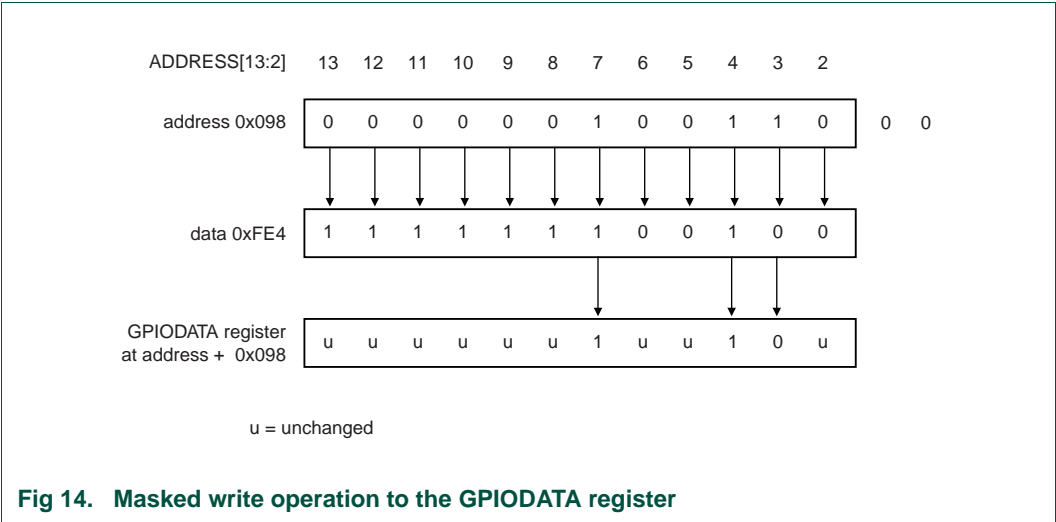 ADDRESS[13:2] 13 12 11 10 9 8 7 6 5 4 3 2
address 0x098 0 0 0 0 0 0 1 0 0 1 1 0 0 0
data 0xFE4 1 1 1 1 1 1 1 0 0 1 0 0
GPIODATA register
at address + 0x098
u u u u u u 1 u u 1 0 u
u = unchanged
Fig 14. Masked write operation to the GPIODATA register